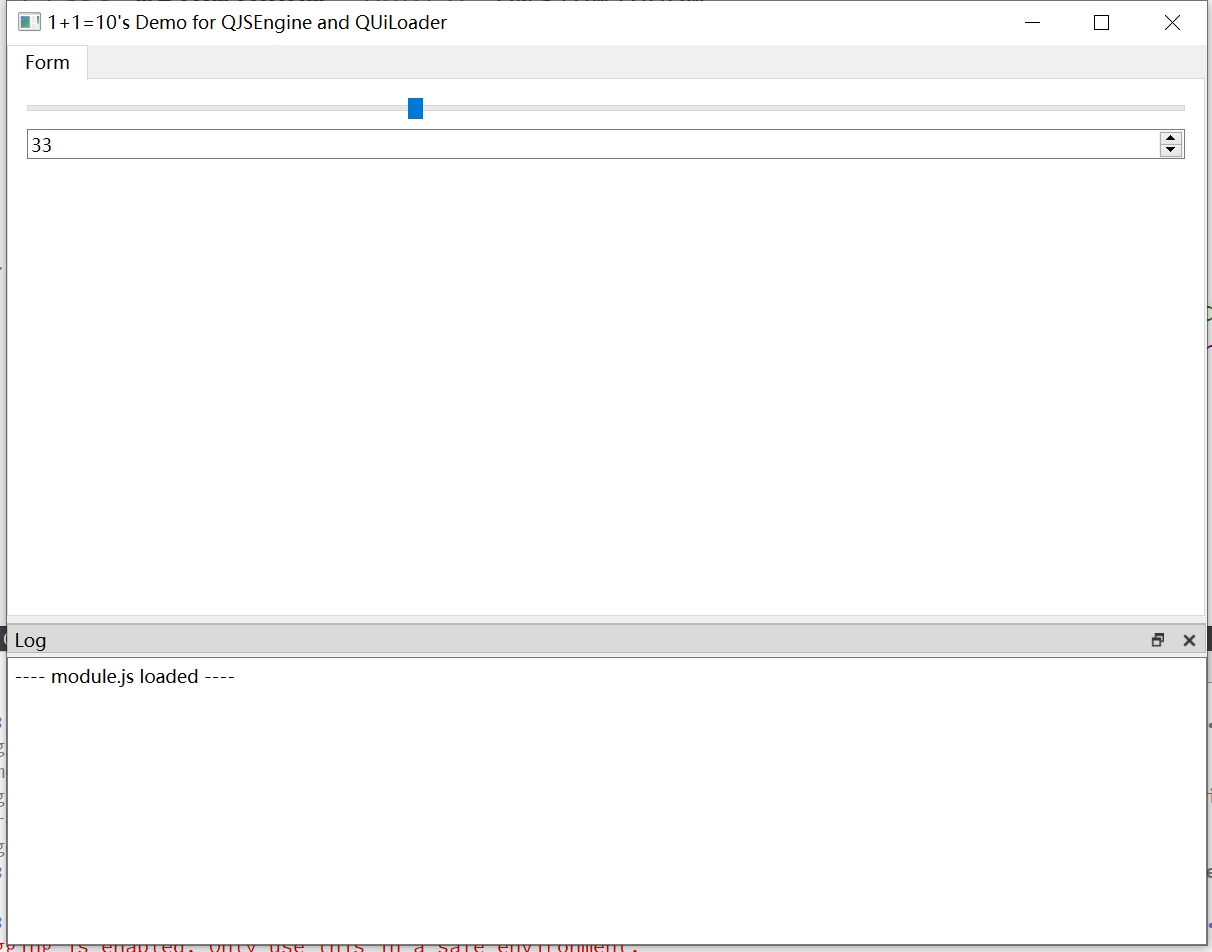 1+1=10's Demo for QJSEngine and QUiLoader
Form
33
Log
---- module.js loaded ----
gging is enabled. Only use this in a safe environment.